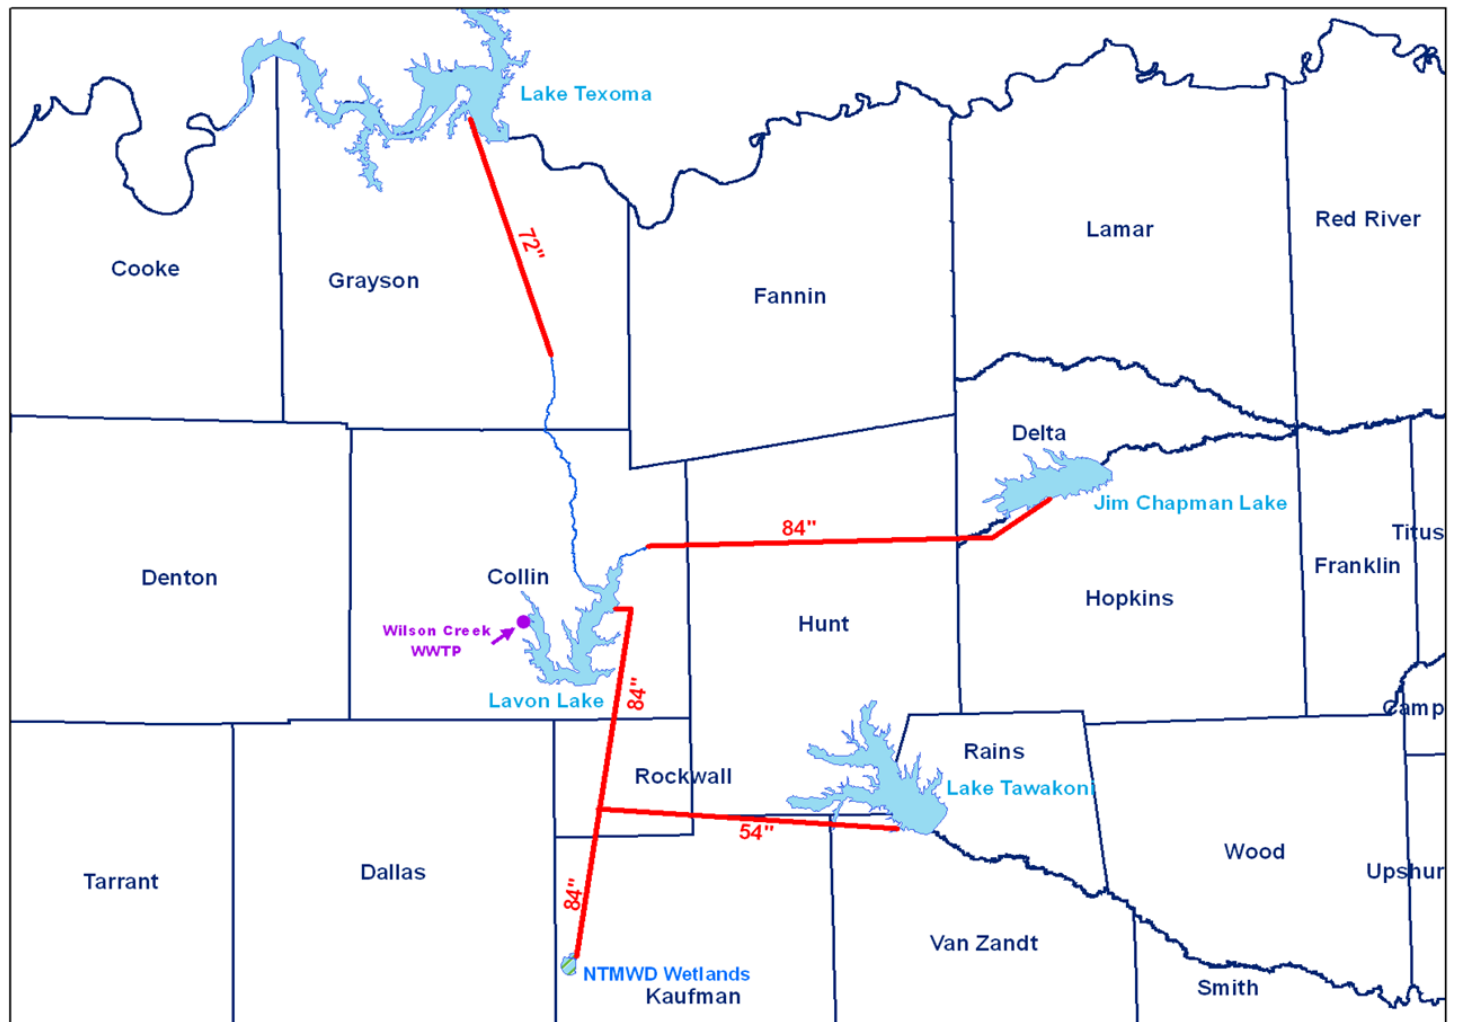 Lake Texoma
Red River
Lamar
72"
Cooke
Grayson
Fannin
Delta
Jim Chapman Lake
84"
Titus
Franklin
Denton
Collin
Hopkins
Hunt
Wilson Creek
WWTP
84"
Lavon Lake
Camp
Rains
Rockwall
Lake Tawakoni
54"
Wood
Dallas
Upshur
Tarrant
84"
Van Zandt
NTMWD Wetlands
Smith
Kaufman